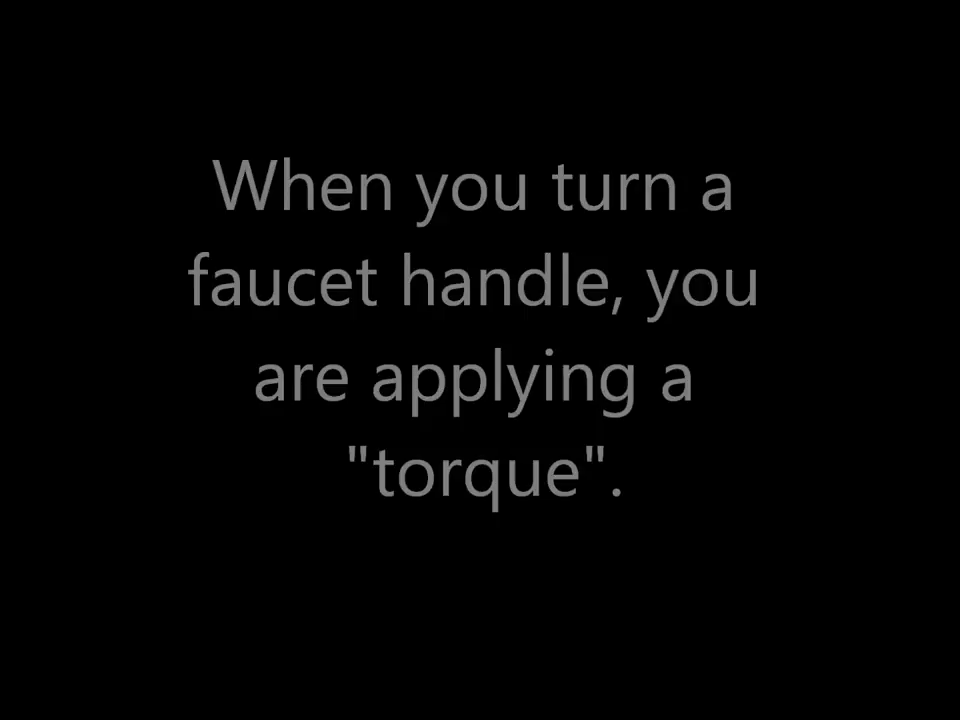 When you turn a
faucet handle, you
are applying a
"torque".